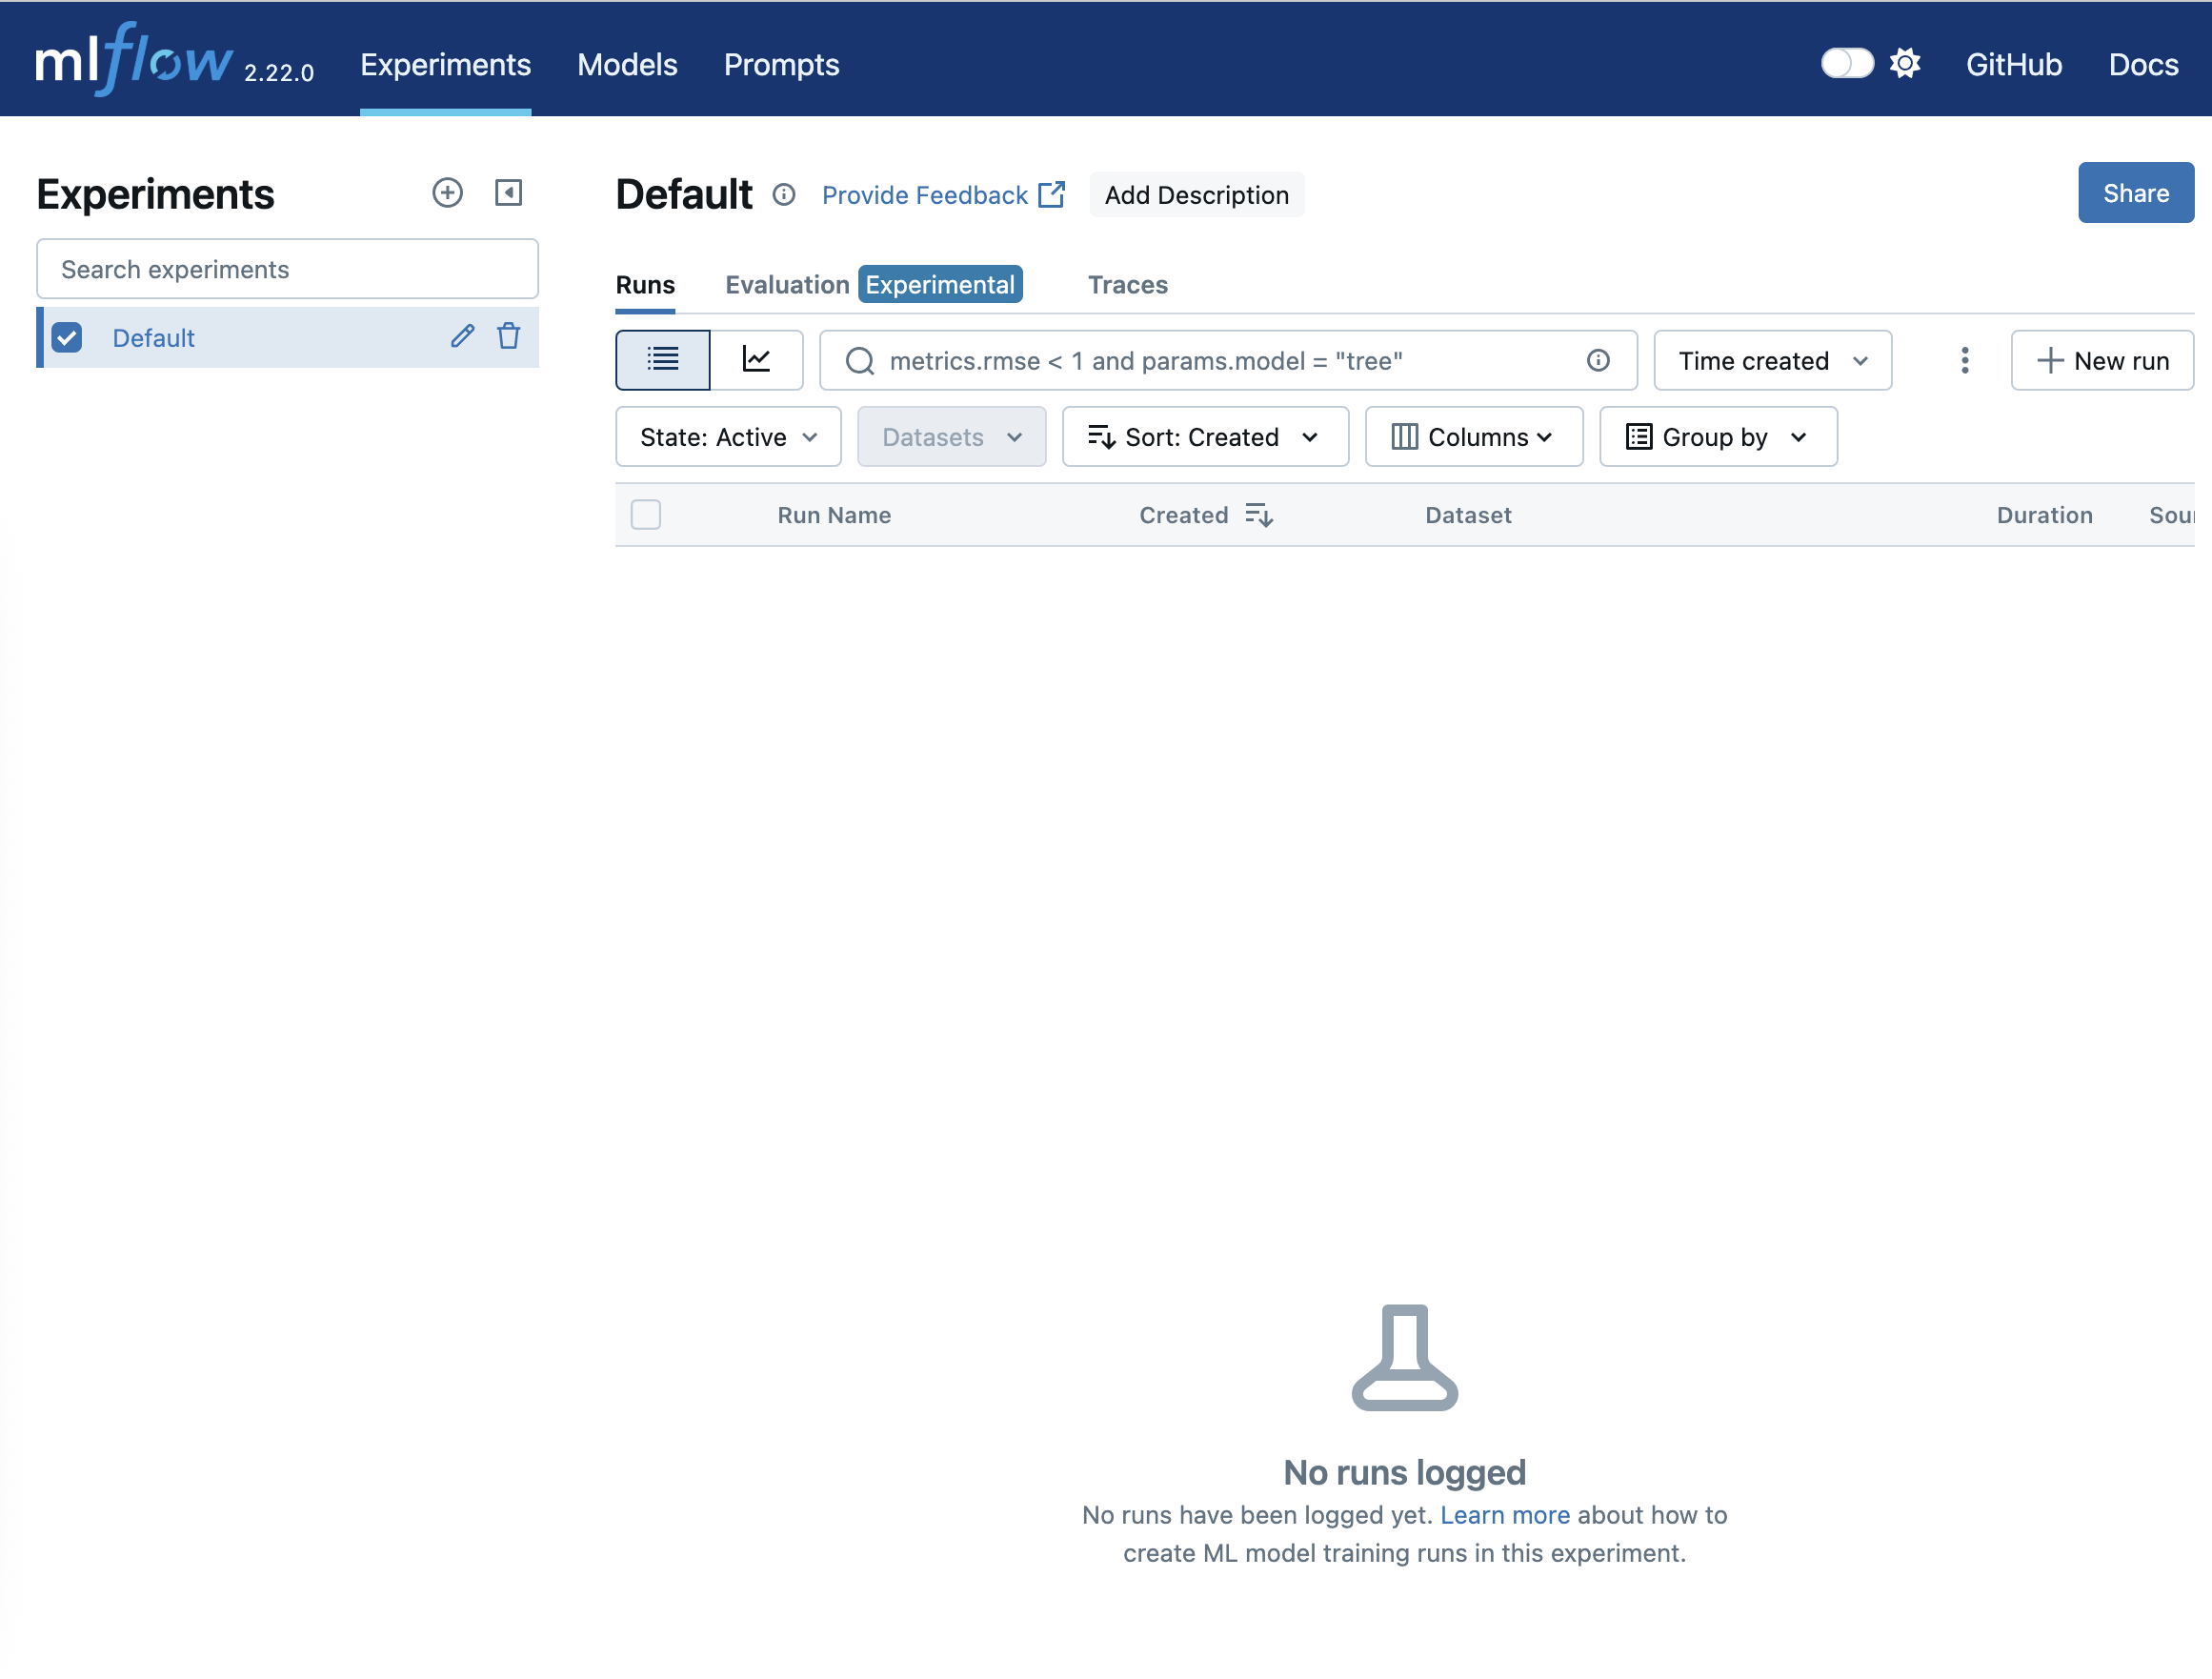 mlflow 2.22.0 Experiments Models Prompts GitHub Docs
Experiments
Search experiments
Default
Default Provide Feedback Add Description Share
Runs Evaluation Experimental Traces
metrics.rmse < 1 and params.model = "tree" Time created New run
State: Active Datasets Sort: Created Columns Group by
Run Name Created Dataset Duration Sour
No runs logged
No runs have been logged yet. Learn more about how to
create ML model training runs in this experiment.